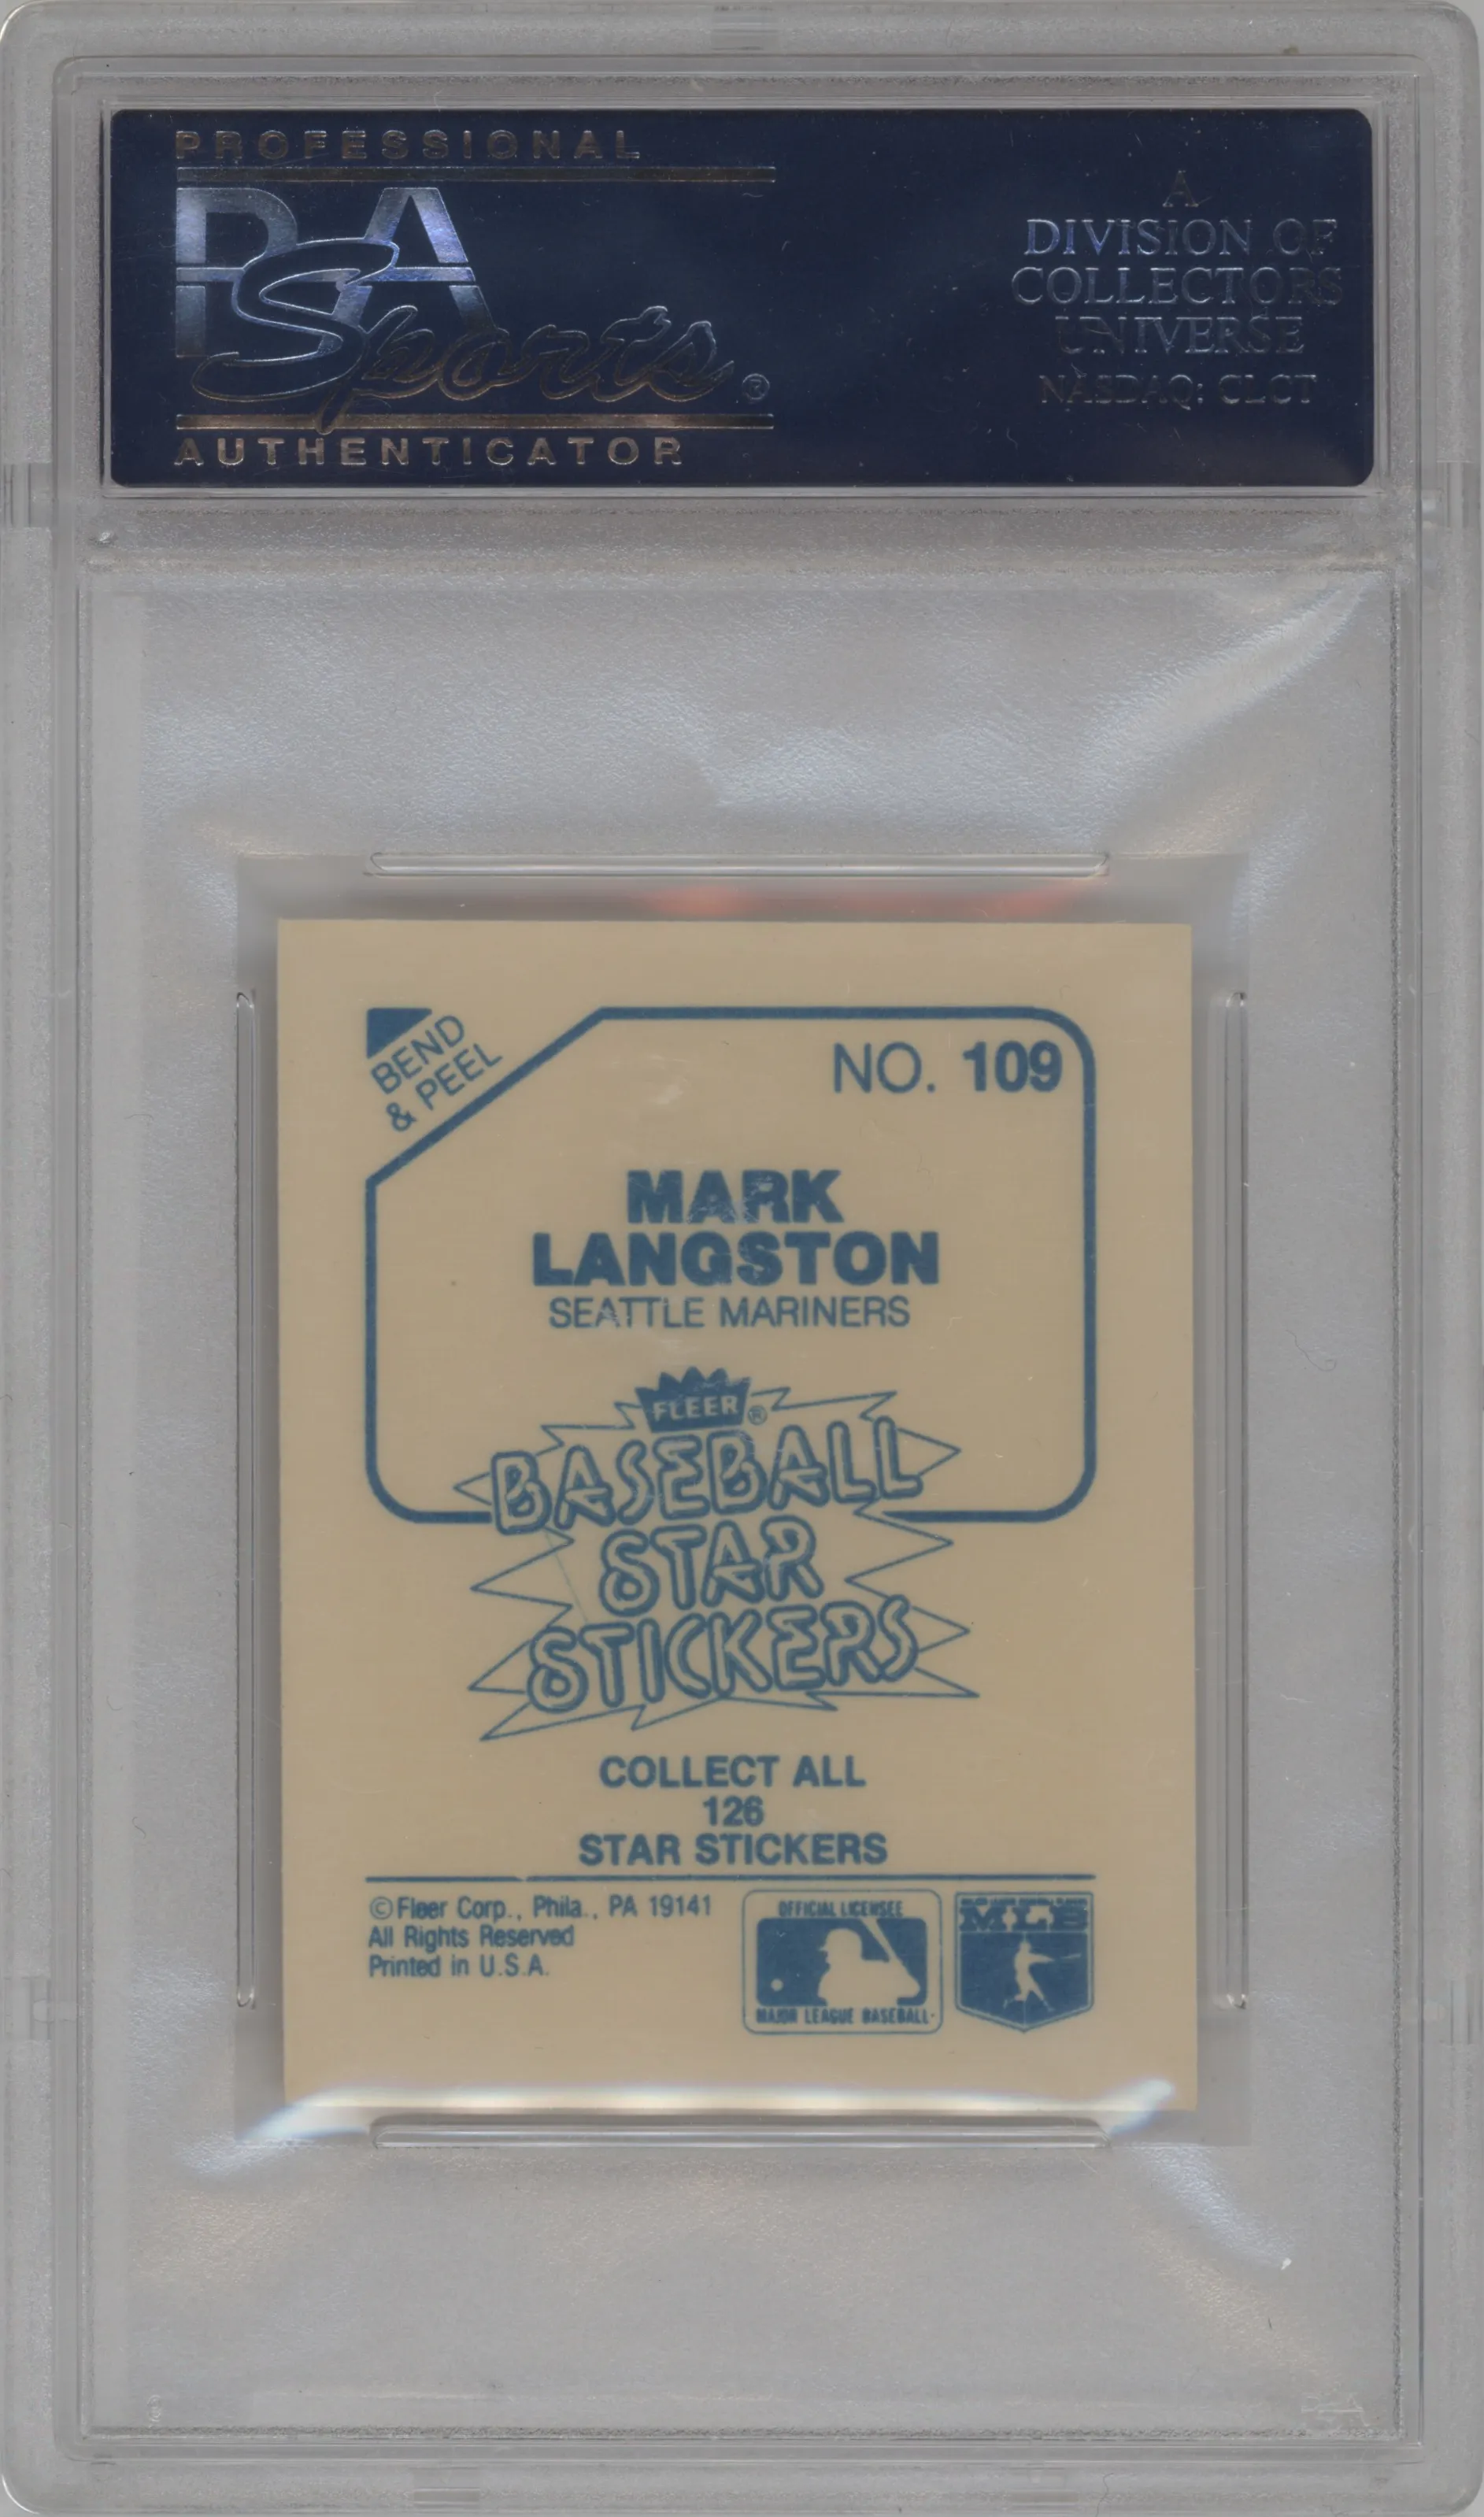 PROFESSIONAL
PSA
Sports®
AUTHENTICATOR
A
DIVISION OF
COLLECTORS
UNIVERSE
NASDAQ: CLCT
BEND
& PEEL
NO. 109
MARK
LANGSTON
SEATTLE MARINERS
FLEER®
BASEBALL
STAR
STICKERS
COLLECT ALL
126
STAR STICKERS
©Fleer Corp., Phila., PA 19141
All Rights Reserved
Printed in U.S.A.
OFFICIAL LICENSEE
MAJOR LEAGUE BASEBALL
MLB